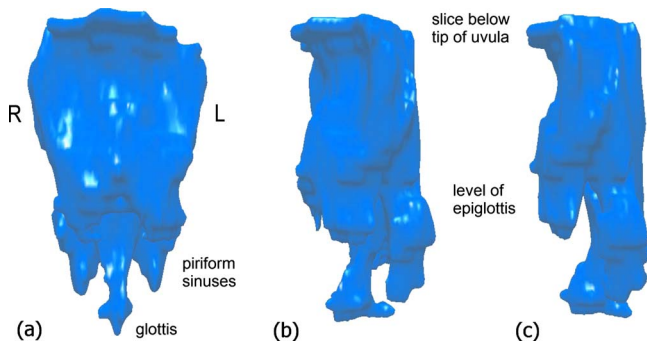 slice below
tip of uvula
R
L
level of
epiglottis
piriform
sinuses
glottis
(a)
(b)
(c)